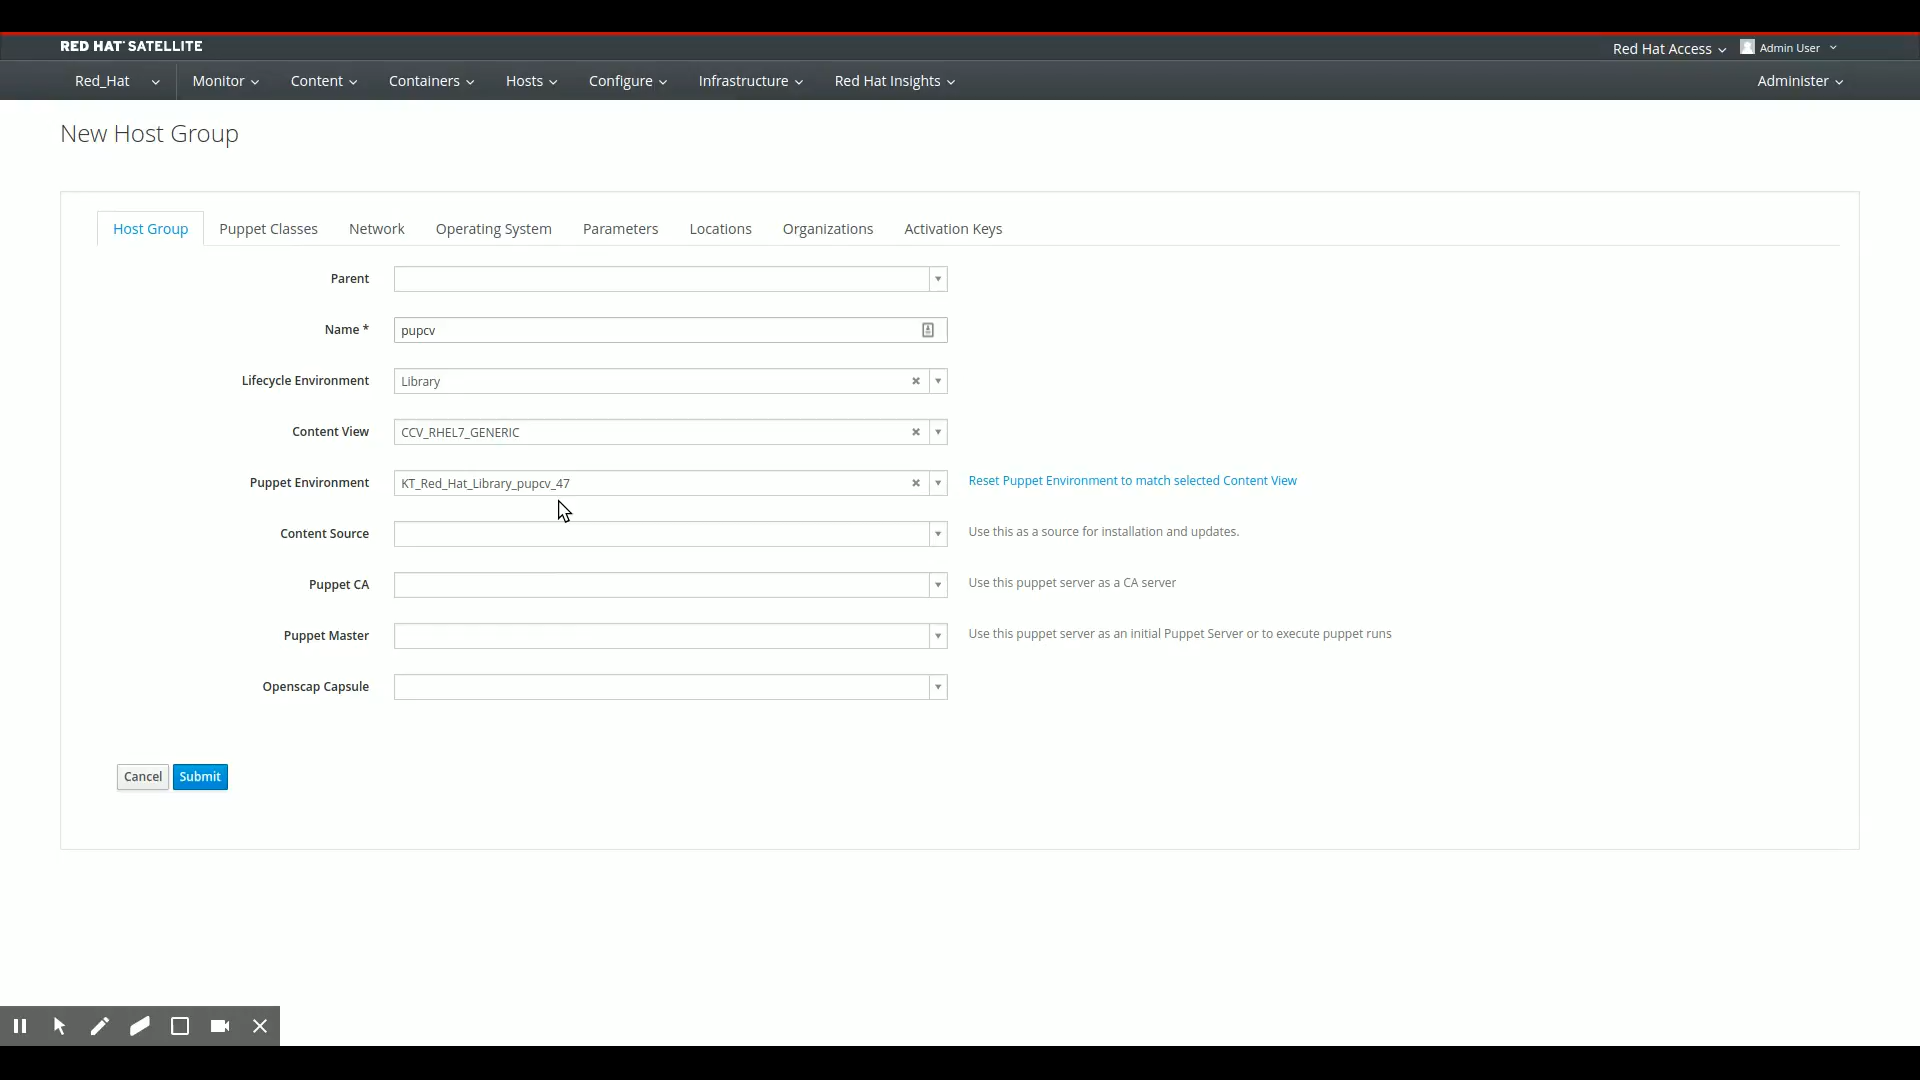 RED HAT SATELLITE
Red Hat Access
Admin User
Red_Hat
Monitor
Content
Containers
Hosts
Configure
Infrastructure
Red Hat Insights
Administer
New Host Group
Host Group
Puppet Classes
Network
Operating System
Parameters
Locations
Organizations
Activation Keys
Parent
Name *
pupcv
Lifecycle Environment
Library
Content View
CCV_RHEL7_GENERIC
Puppet Environment
KT_Red_Hat_Library_pupcv_47
Reset Puppet Environment to match selected Content View
Content Source
Use this as a source for installation and updates.
Puppet CA
Use this puppet server as a CA server
Puppet Master
Use this puppet server as an initial Puppet Server or to execute puppet runs
Openscap Capsule
Cancel
Submit